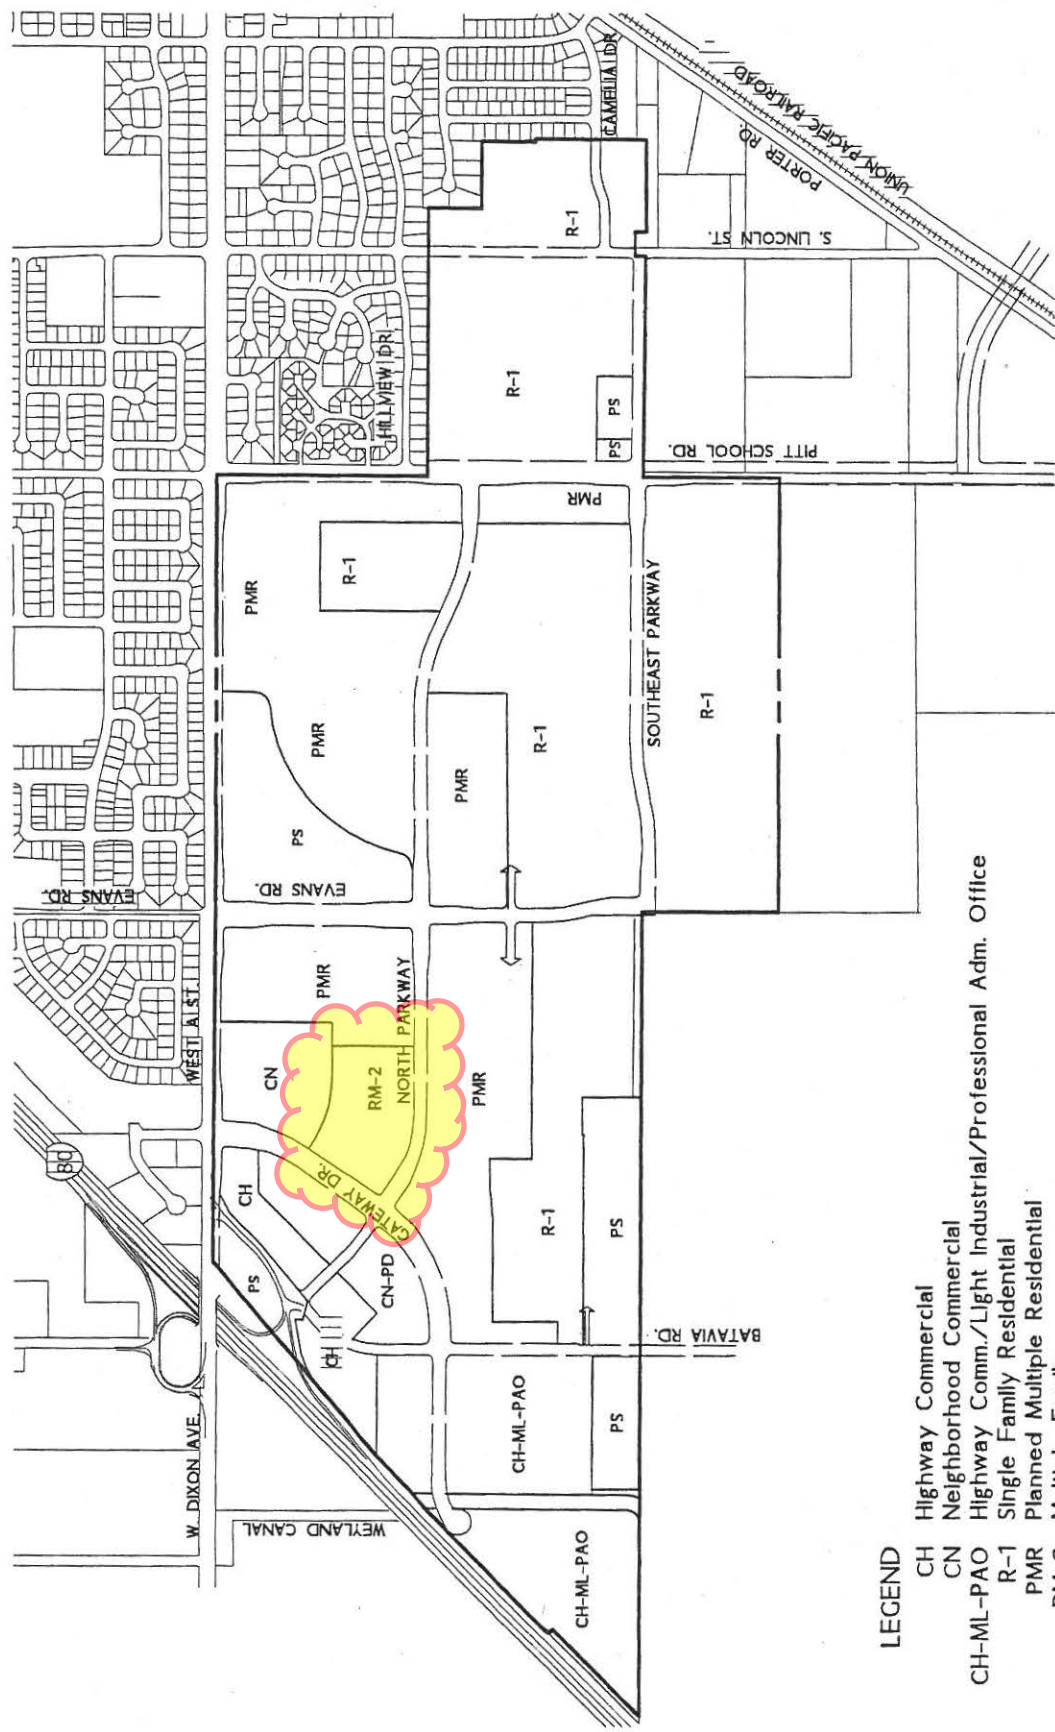 CAMELIA DR.
UNION PACIFIC RAILROAD
PORTER RD.
S. LINCOLN ST.
R-1
HILLVIEW DR.
R-1
PS
PS
PITT SCHOOL RD.
PMR
R-1
PMR
PMR
R-1
PMR
SOUTHEAST PARKWAY
R-1
PS
EVANS RD.
EVANS RD.
WEST A ST.
PMR
NORTH PARKWAY
CN
RM-2
PMR
GATEWAY DR.
80
CH
PS
CN-PD
CH
R-1
PS
BATAVIA RD.
W. DIXON AVE.
CH-ML-PAO
PS
WEYLAND CANAL
CH-ML-PAO
LEGEND
CH Highway Commercial
CN Neighborhood Commercial
CH-ML-PAO Highway Comm./Light Industrial/Professional Adm. Office
R-1 Single Family Residential
PMR Planned Multiple Residential